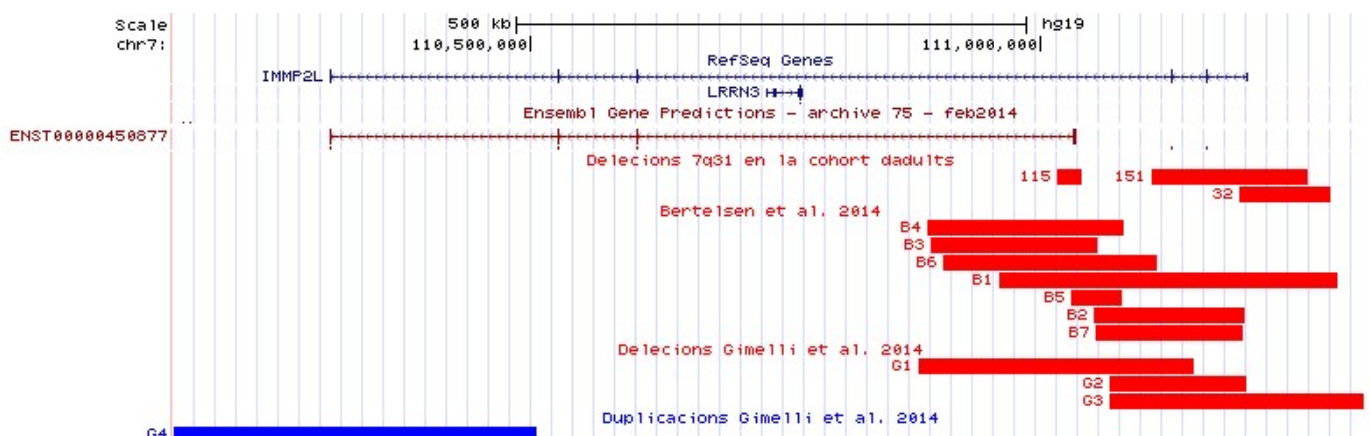 Scale 500 kb hg19
chr7: 110,500,000 111,000,000
RefSeq Genes
IMMP2L
LRRN3
Ensembl Gene Predictions - archive 75 - feb2014
ENST00000450877
Delecions 7q31 en la cohort dadults
115 151
32
Bertelsen et al. 2014
B4
B3
B6
B1
B5
B2
B7
Delecions Gimelli et al. 2014
G1
G2
G3
Duplicacions Gimelli et al. 2014
G4